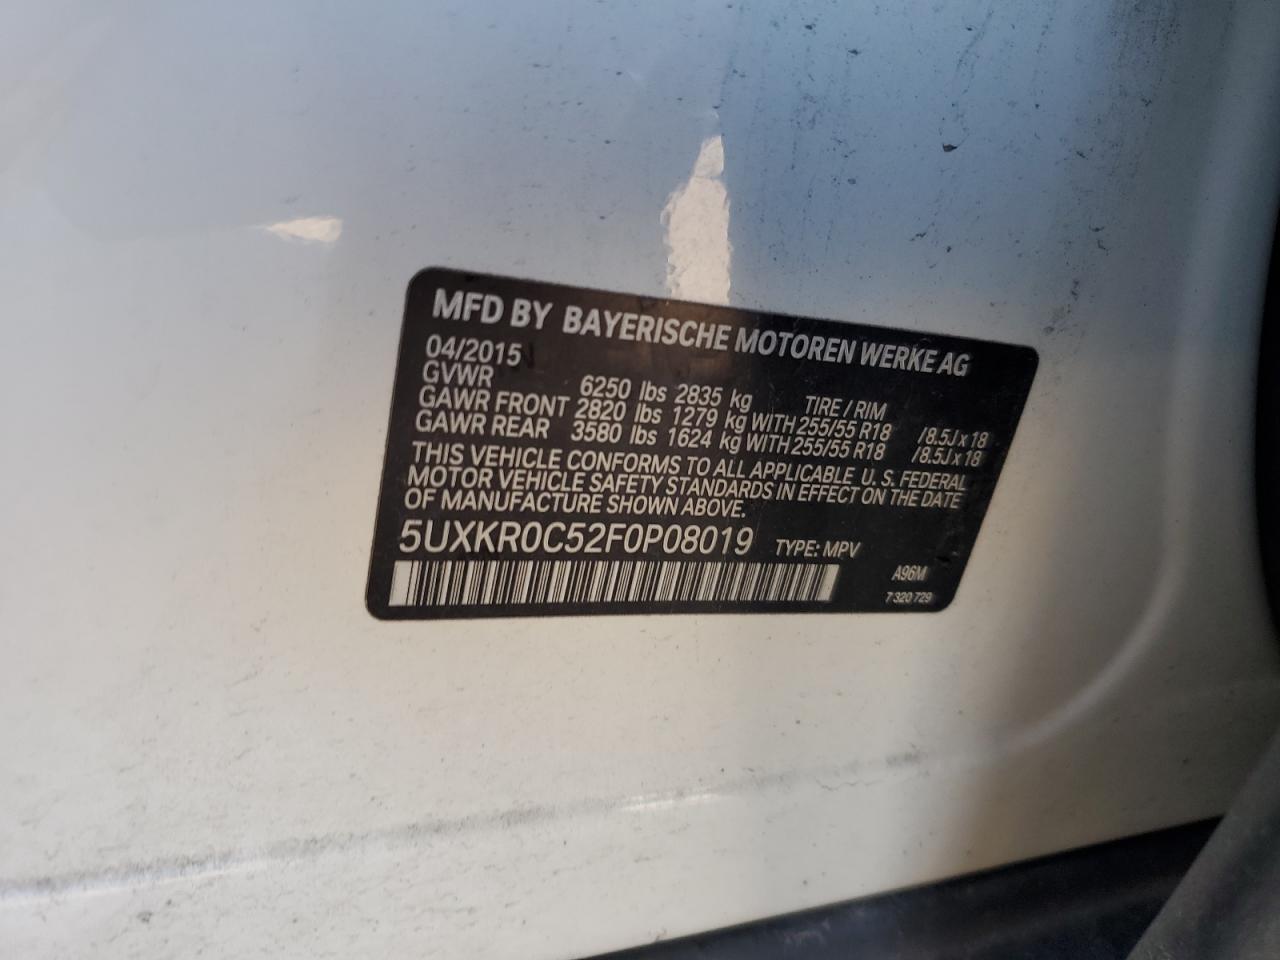 MFD BY BAYERISCHE MOTOREN WERKE AG
04/2015
GVWR 6250 lbs 2835 kg TIRE / RIM
GAWR FRONT 2820 lbs 1279 kg WITH 255/55 R18 /8.5J x 18
GAWR REAR 3580 lbs 1624 kg WITH 255/55 R18 /8.5J x 18
THIS VEHICLE CONFORMS TO ALL APPLICABLE U.S. FEDERAL
MOTOR VEHICLE SAFETY STANDARDS IN EFFECT ON THE DATE
OF MANUFACTURE SHOWN ABOVE.
5UXKR0C52F0P08019 TYPE: MPV
A96M
7 320 729